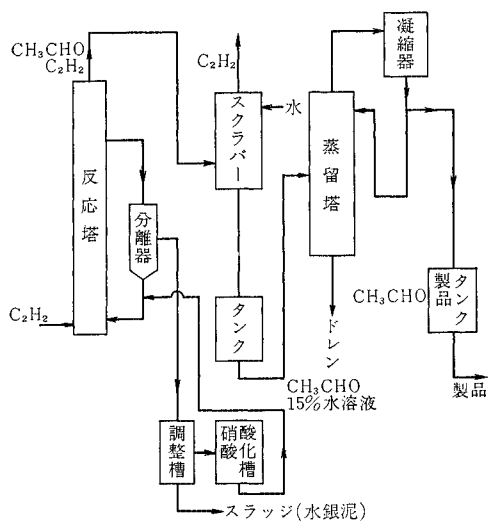 CH₃CHO
C₂H₂
反応塔
C₂H₂
分離器
調整槽
硝酸
酸化槽
スラッジ(水銀泥)
C₂H₂
スクラバー
水
タンク
蒸留塔
凝縮器
ドレン
CH₃CHO
15%水溶液
CH₃CHO
製品
タンク
製品